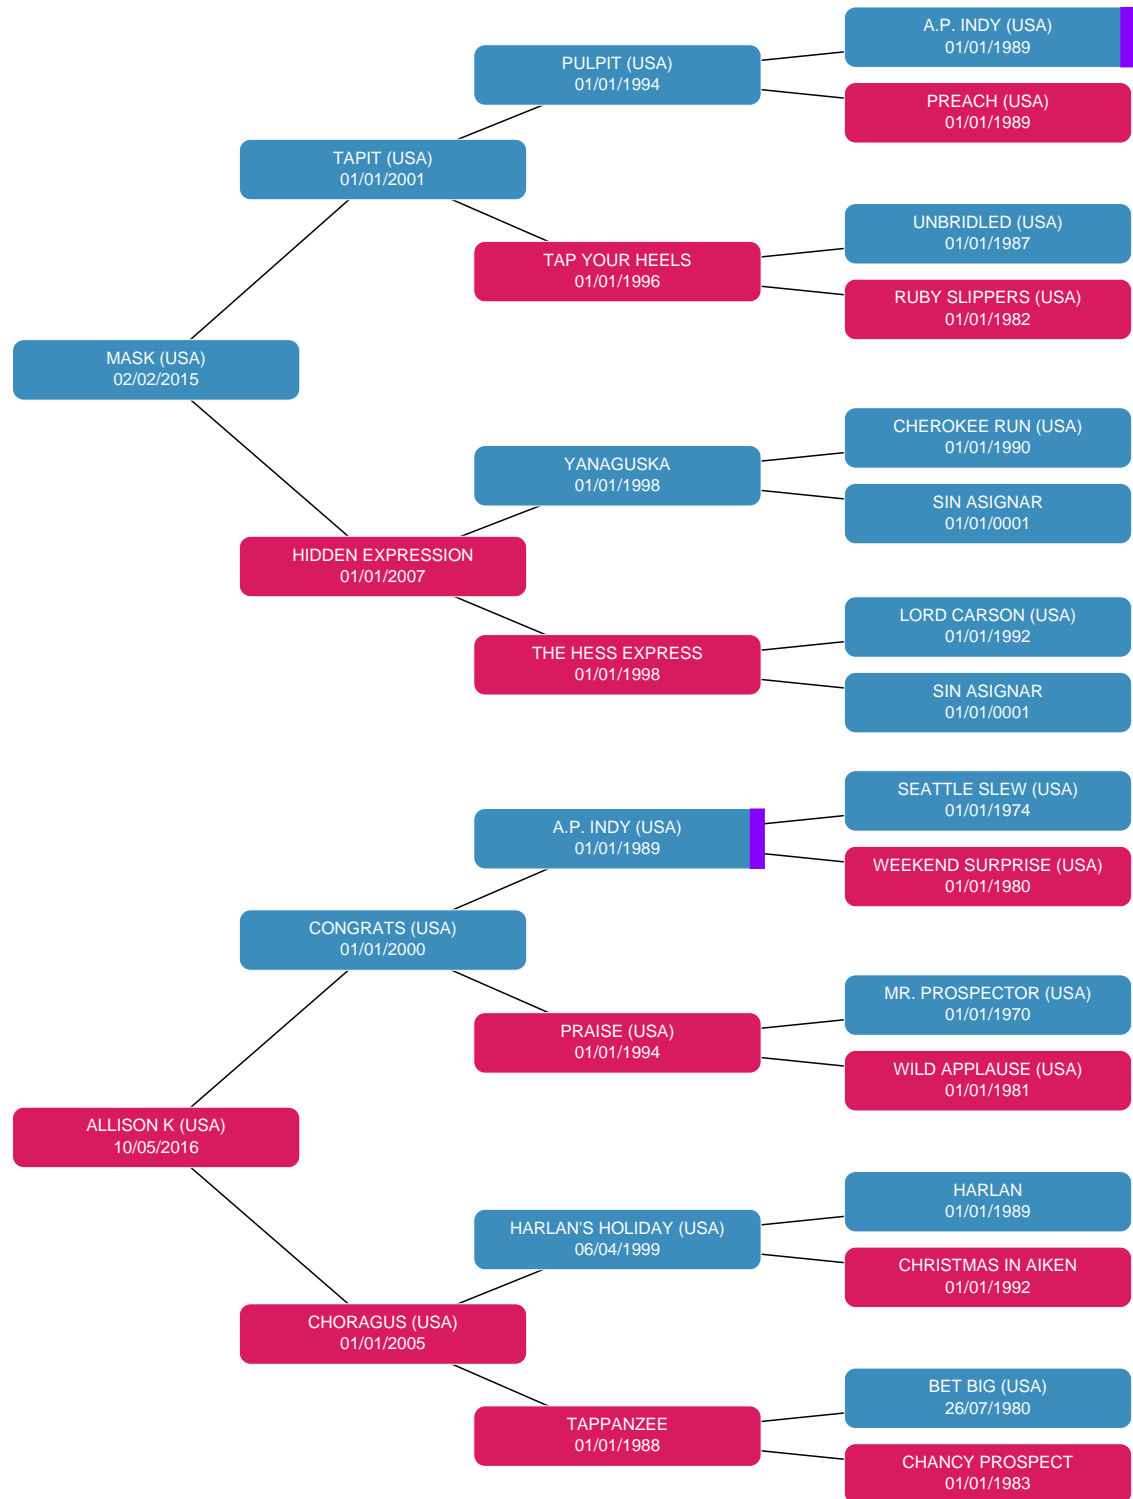 A.P. INDY (USA)
01/01/1989
PULPIT (USA)
01/01/1994
PREACH (USA)
01/01/1989
TAPIT (USA)
01/01/2001
UNBRIDLED (USA)
01/01/1987
TAP YOUR HEELS
01/01/1996
RUBY SLIPPERS (USA)
01/01/1982
MASK (USA)
02/02/2015
CHEROKEE RUN (USA)
01/01/1990
YANAGUSKA
01/01/1998
SIN ASIGNAR
01/01/0001
HIDDEN EXPRESSION
01/01/2007
LORD CARSON (USA)
01/01/1992
THE HESS EXPRESS
01/01/1998
SIN ASIGNAR
01/01/0001
SEATTLE SLEW (USA)
01/01/1974
A.P. INDY (USA)
01/01/1989
WEEKEND SURPRISE (USA)
01/01/1980
CONGRATS (USA)
01/01/2000
MR. PROSPECTOR (USA)
01/01/1970
PRAISE (USA)
01/01/1994
WILD APPLAUSE (USA)
01/01/1981
ALLISON K (USA)
10/05/2016
HARLAN
01/01/1989
HARLAN'S HOLIDAY (USA)
06/04/1999
CHRISTMAS IN AIKEN
01/01/1992
CHORAGUS (USA)
01/01/2005
BET BIG (USA)
26/07/1980
TAPPANZEE
01/01/1988
CHANCY PROSPECT
01/01/1983